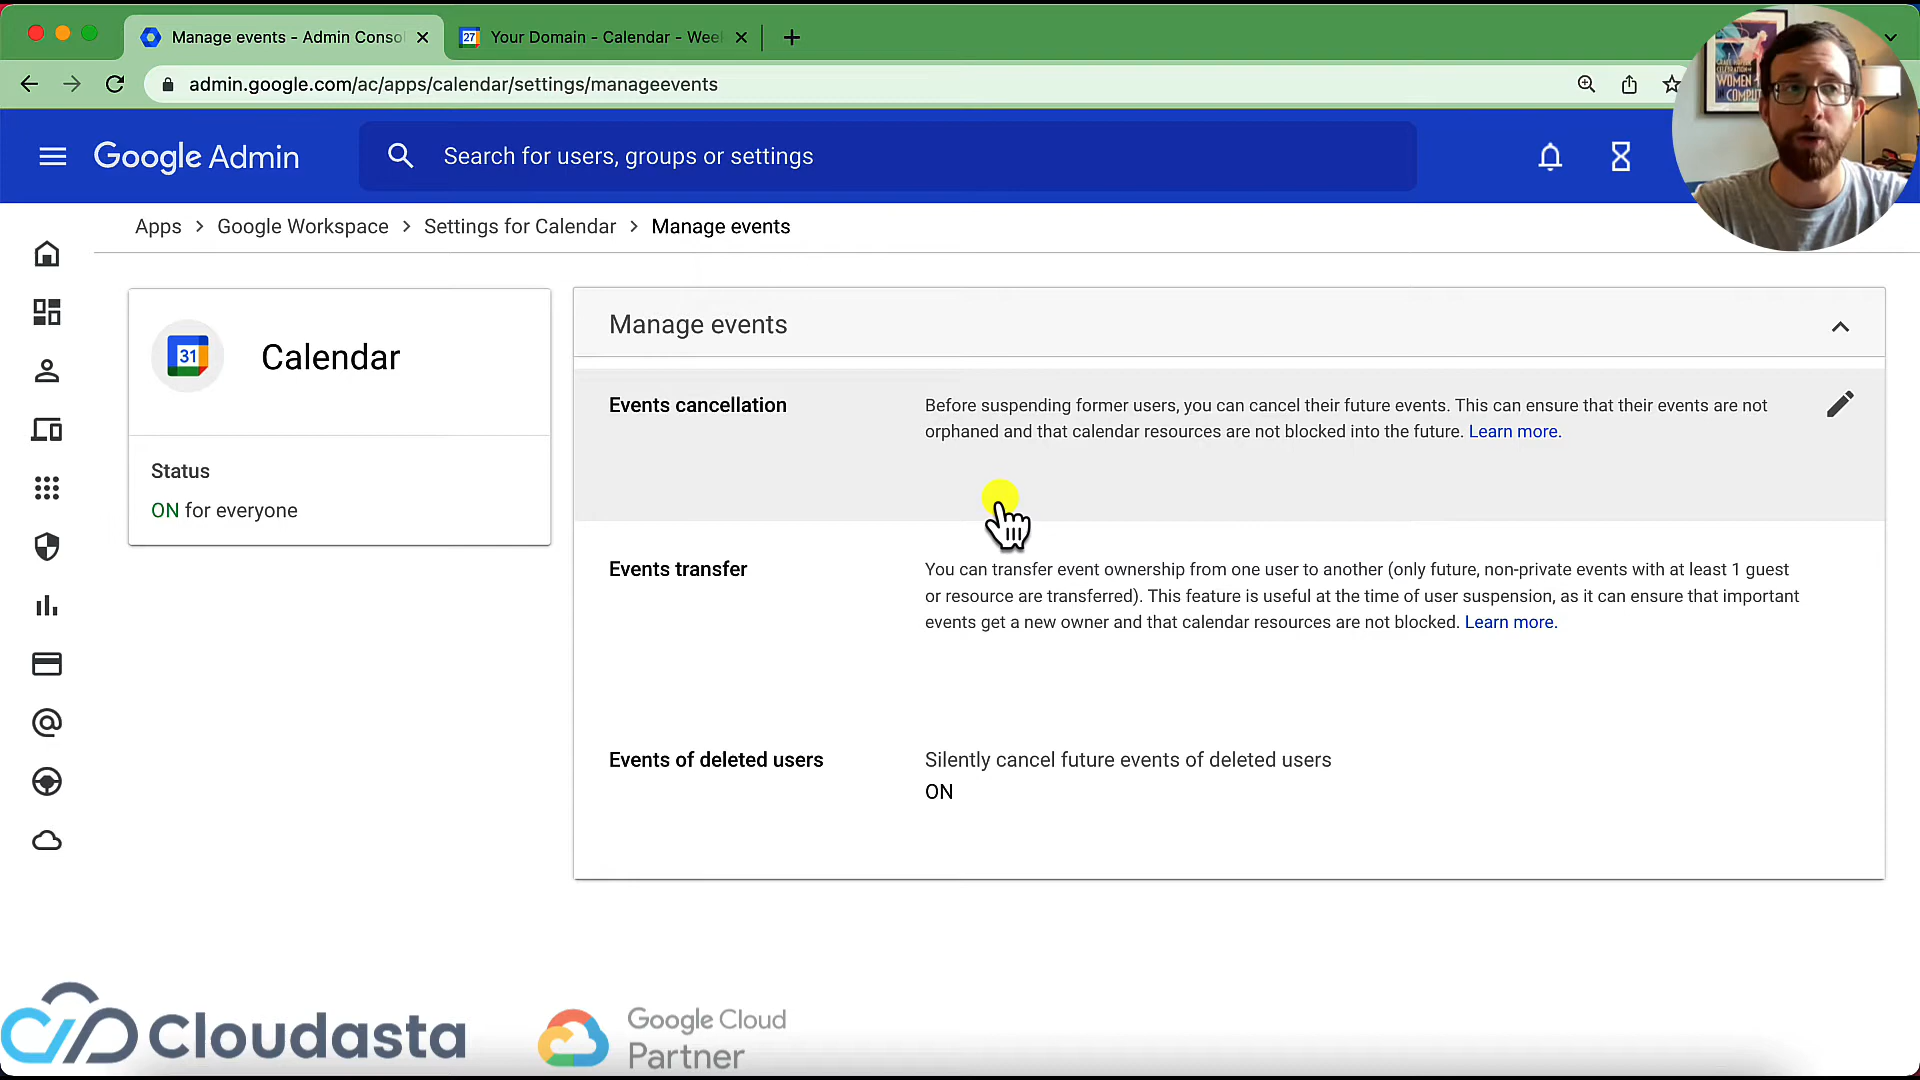 Manage events - Admin Conso
27
Your Domain - Calendar - Wee
admin.google.com/ac/apps/calendar/settings/manageevents
Google Admin
Search for users, groups or settings
Apps > Google Workspace > Settings for Calendar > Manage events
31
Calendar
Status
ON for everyone
Manage events
Events cancellation
Before suspending former users, you can cancel their future events. This can ensure that their events are not
orphaned and that calendar resources are not blocked into the future. Learn more.
Events transfer
You can transfer event ownership from one user to another (only future, non-private events with at least 1 guest
or resource are transferred). This feature is useful at the time of user suspension, as it can ensure that important
events get a new owner and that calendar resources are not blocked. Learn more.
Events of deleted users
Silently cancel future events of deleted users
ON
Cloudasta
Google Cloud
Partner